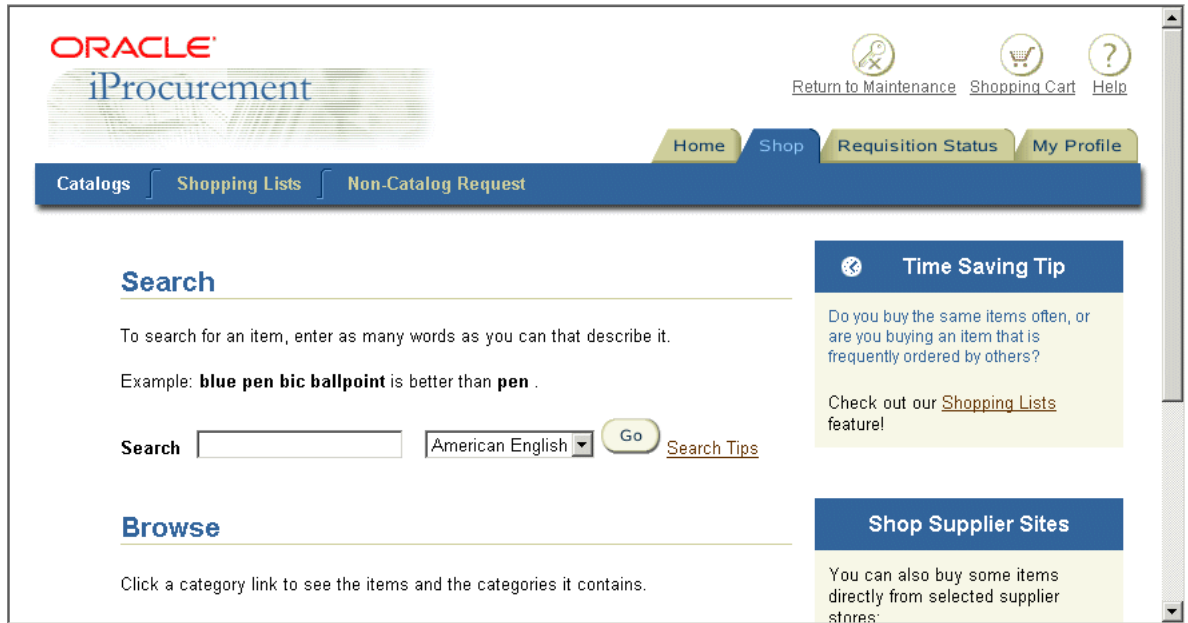 ORACLE
iProcurement
Return to Maintenance Shopping Cart Help
Home Shop Requisition Status My Profile
Catalogs Shopping Lists Non-Catalog Request
Search
To search for an item, enter as many words as you can that describe it.
Example: blue pen bic ballpoint is better than pen .
Search American English Go Search Tips
Browse
Click a category link to see the items and the categories it contains.
Time Saving Tip
Do you buy the same items often, or
are you buying an item that is
frequently ordered by others?
Check out our Shopping Lists
feature!
Shop Supplier Sites
You can also buy some items
directly from selected supplier
stores: